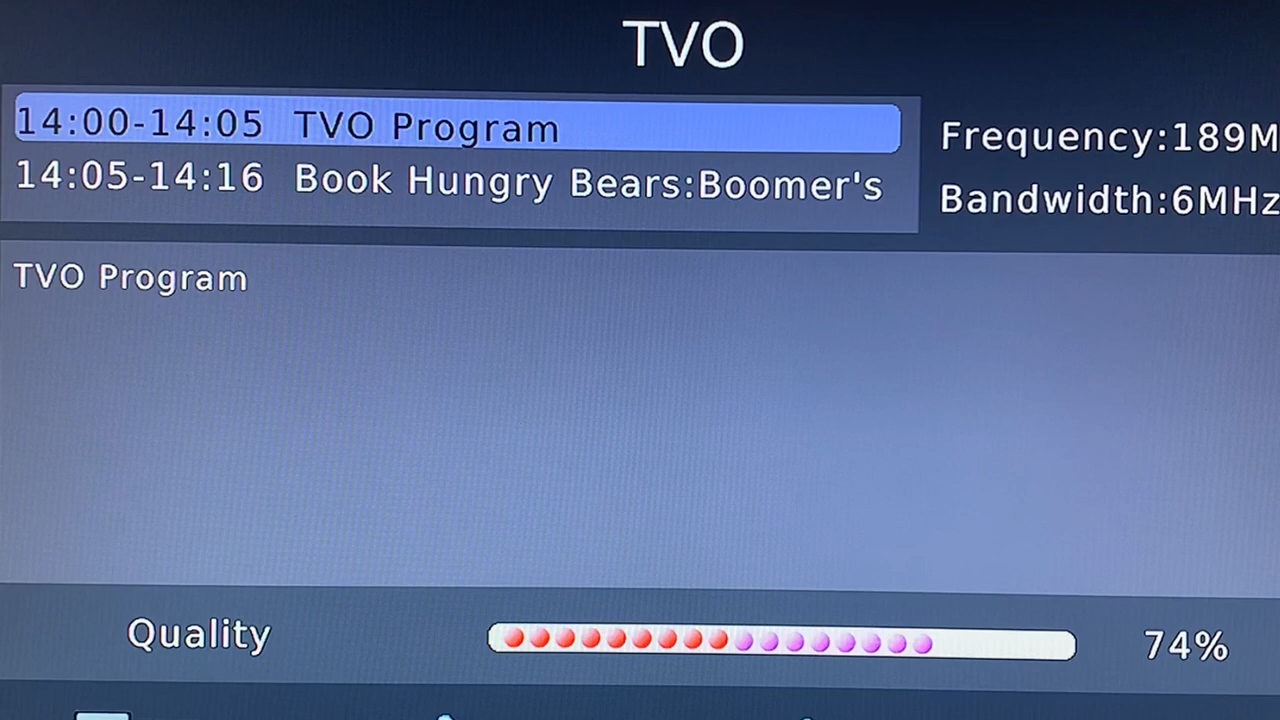 TVO
14:00-14:05 TVO Program
14:05-14:16 Book Hungry Bears:Boomer's
Frequency:189M
Bandwidth:6MHz
TVO Program
Quality
74%